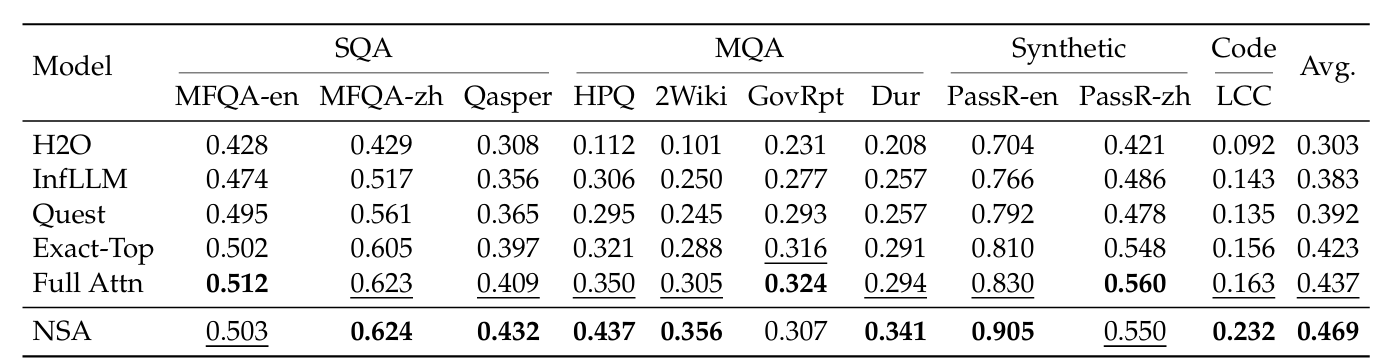 Model SQA MQA Synthetic Code Avg.
MFQA-en MFQA-zh Qasper HPQ 2Wiki GovRpt Dur PassR-en PassR-zh LCC
H2O 0.428 0.429 0.308 0.112 0.101 0.231 0.208 0.704 0.421 0.092 0.303
InfLLM 0.474 0.517 0.356 0.306 0.250 0.277 0.257 0.766 0.486 0.143 0.383
Quest 0.495 0.561 0.365 0.295 0.245 0.293 0.257 0.792 0.478 0.135 0.392
Exact-Top 0.502 0.605 0.397 0.321 0.288 0.316 0.291 0.810 0.548 0.156 0.423
Full Attn 0.512 0.623 0.409 0.350 0.305 0.324 0.294 0.830 0.560 0.163 0.437
NSA 0.503 0.624 0.432 0.437 0.356 0.307 0.341 0.905 0.550 0.232 0.469